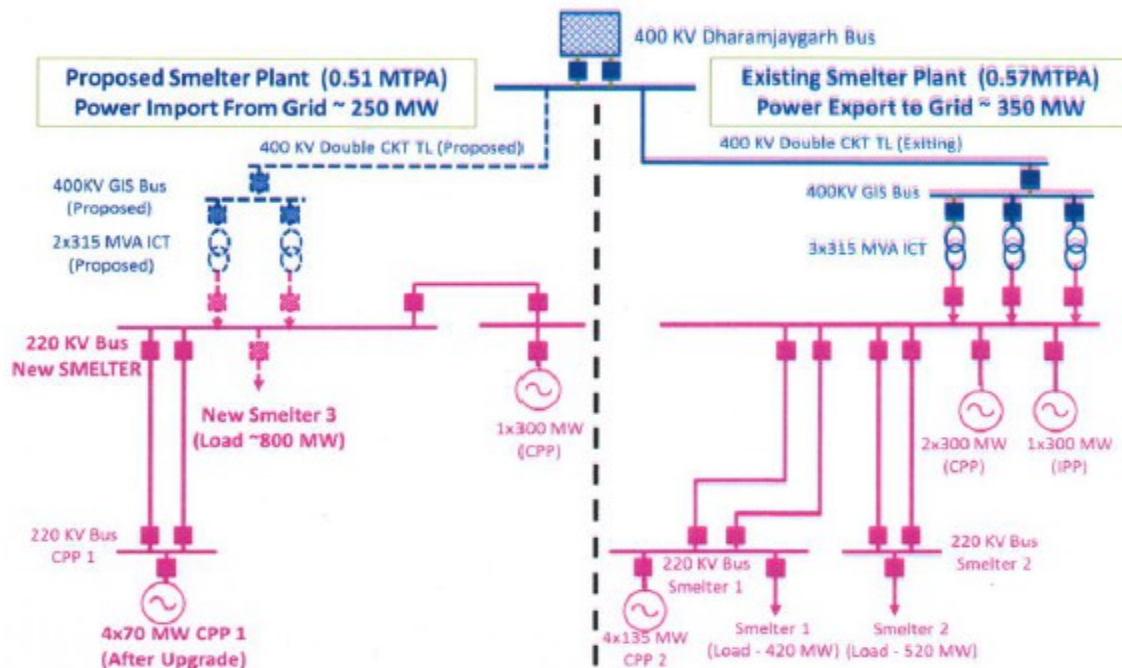 400 KV Dharamjaygarh Bus
Proposed Smelter Plant (0.51 MTPA)
Power Import From Grid ~ 250 MW
Existing Smelter Plant (0.57MTPA)
Power Export to Grid ~ 350 MW
400 KV Double CKT TL (Proposed)
400 KV Double CKT TL (Exiting)
400KV GIS Bus
(Proposed)
2x315 MVA ICT
(Proposed)
400KV GIS Bus
3x315 MVA ICT
220 KV Bus
New SMELTER
New Smelter 3
(Load ~800 MW)
1x300 MW
(CPP)
2x300 MW
(CPP)
1x300 MW
(IPP)
220 KV Bus
CPP 1
4x70 MW CPP 1
(After Upgrade)
220 KV Bus
Smelter 1
220 KV Bus
Smelter 2
4x135 MW
CPP 2
Smelter 1
(Load - 420 MW)
Smelter 2
(Load - 520 MW)